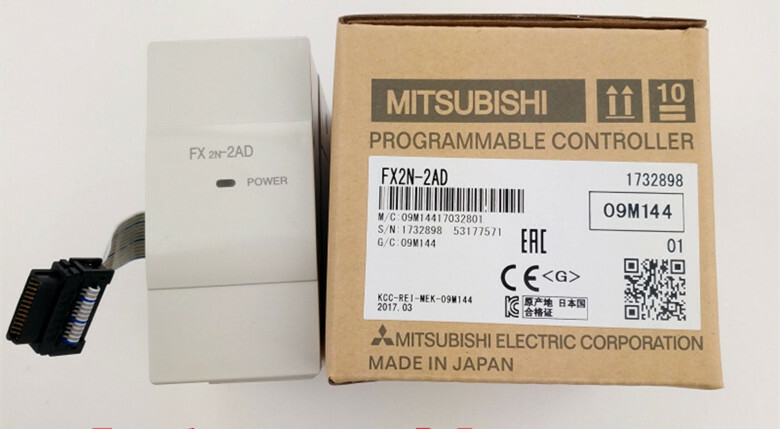 FX2N-2AD
POWER
MITSUBISHI
10
PROGRAMMABLE CONTROLLER
FX2N-2AD
1732898
M/C:09M14417032801
S/N:1732898 53177571
G/C:09M144
09M144
EAC
01
CE<G>
KCC-REI-MEK-09M144
2017.03
原产地 日本国
合格证
MITSUBISHI ELECTRIC CORPORATION
MADE IN JAPAN